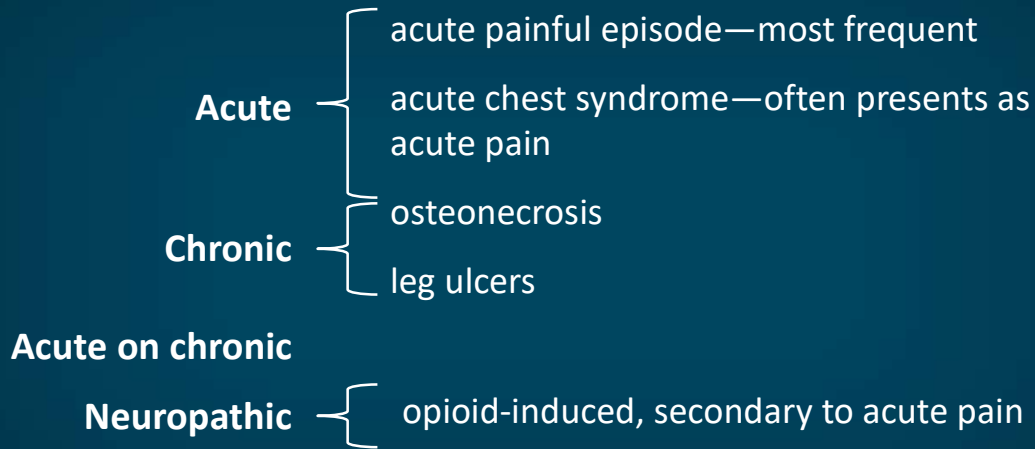 acute painful episode—most frequent
Acute
acute chest syndrome—often presents as
acute pain
osteonecrosis
Chronic
leg ulcers
Acute on chronic
Neuropathic
opioid-induced, secondary to acute pain